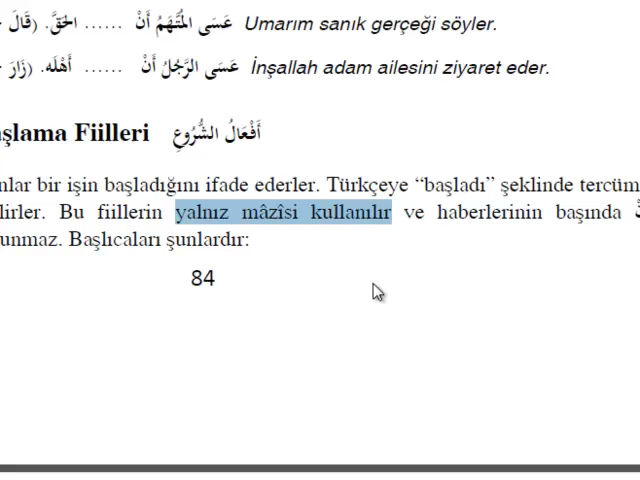 عَسَى الْمُتَّهَمُ أَنْ …… الحَقَّ. (قَالَ Umarım sanık gerçeği söyler.
عَسَى الرَّجُلُ أَنْ …… أَهْلَه. (زَارَ İnşallah adam ailesini ziyaret eder.
aşlama Fiilleri أَفْعَالُ الشُّرُوعِ
nlar bir işin başladığını ifade ederler. Türkçeye “başladı” şeklinde tercüm
lirler. Bu fiillerin yalnız mâzîsi kullanılır ve haberlerinin başında
unmaz. Başlıcaları şunlardır:
84